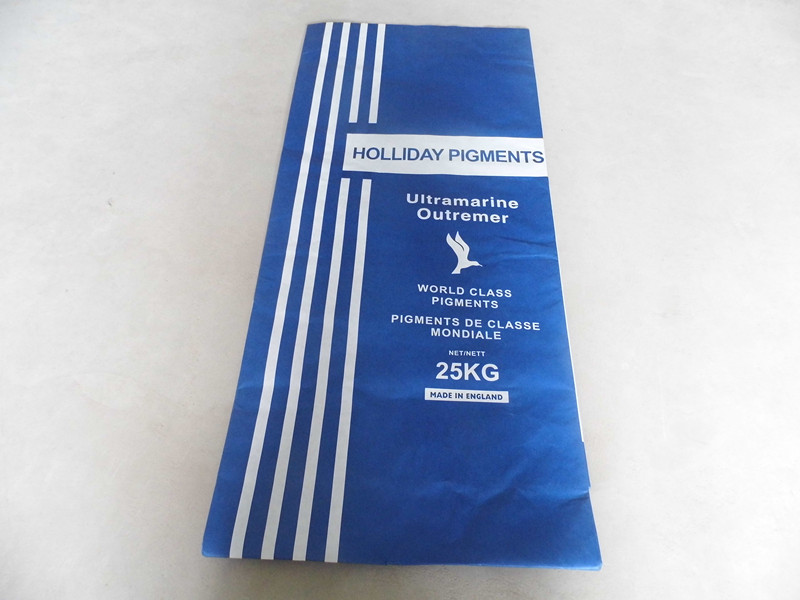 HOLLIDAY PIGMENTS
Ultramarine
Outremer
WORLD CLASS
PIGMENTS
PIGMENTS DE CLASSE
MONDIALE
NET/NETT
25KG
MADE IN ENGLAND